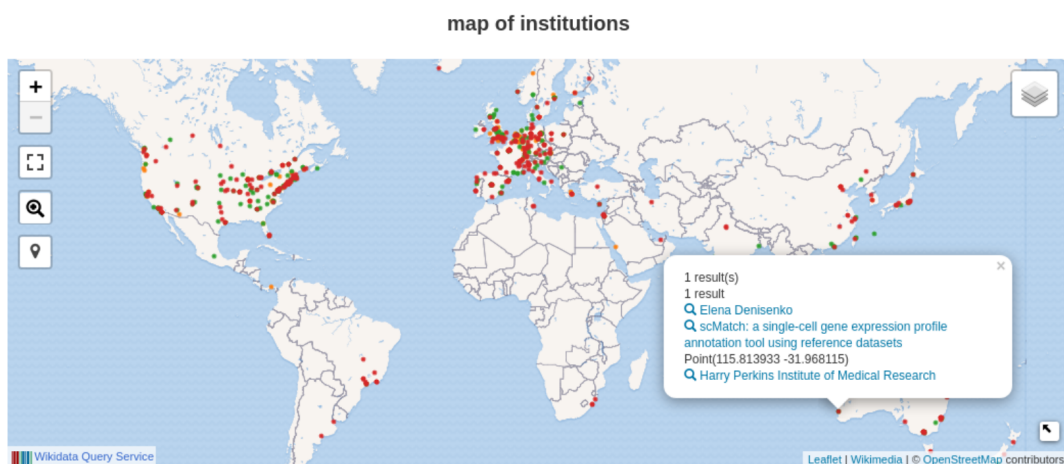 map of institutions
+
−
×
1 result(s)
1 result
Elena Denisenko
scMatch: a single-cell gene expression profile
annotation tool using reference datasets
Point(115.813933 -31.968115)
Harry Perkins Institute of Medical Research
Wikidata Query Service
Leaflet | Wikimedia | © OpenStreetMap contributors